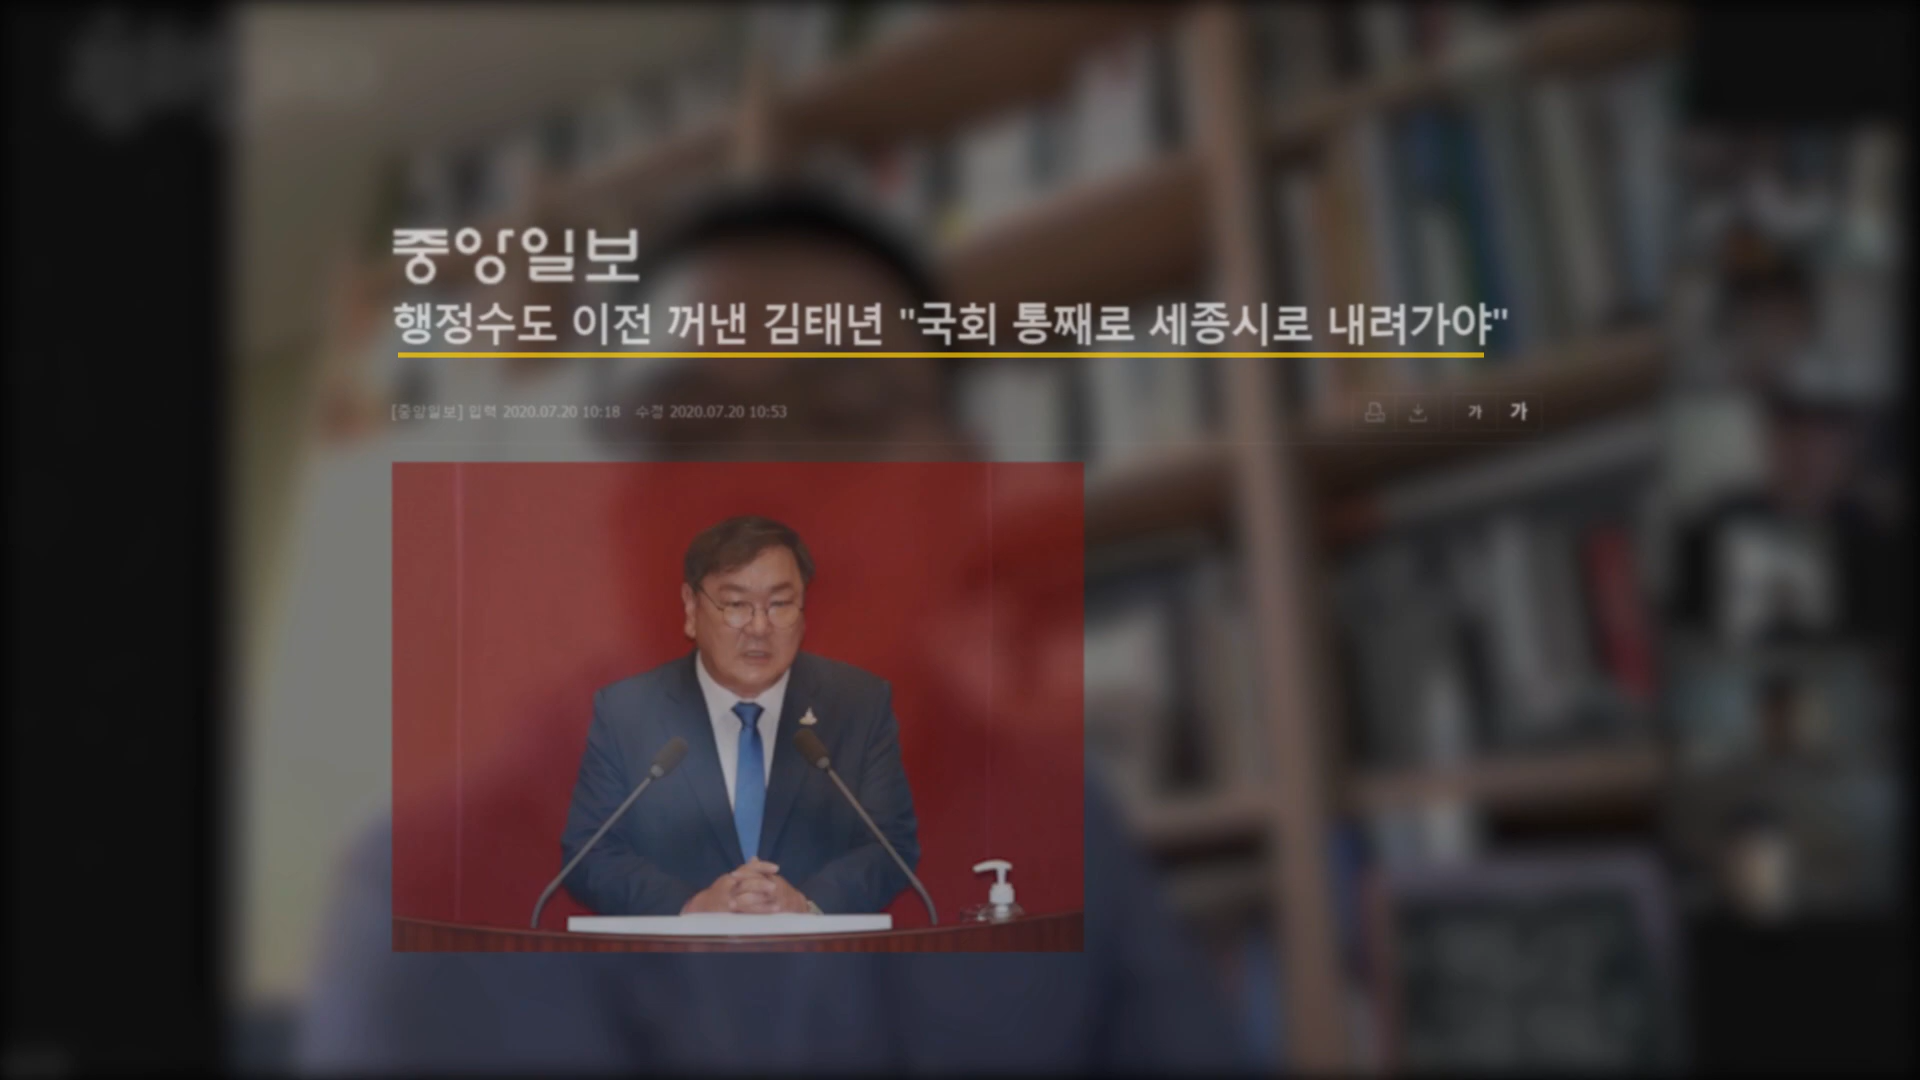 중앙일보
행정수도 이전 꺼낸 김태년 "국회 통째로 세종시로 내려가야"
[중앙일보] 입력 2020.07.20 10:18 수정 2020.07.20 10:53
가 가